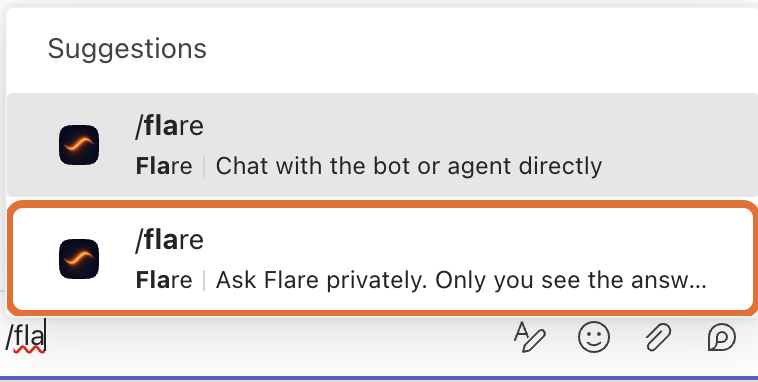 Suggestions
/flare
Flare | Chat with the bot or agent directly
/flare
Flare | Ask Flare privately. Only you see the answ...
/fla